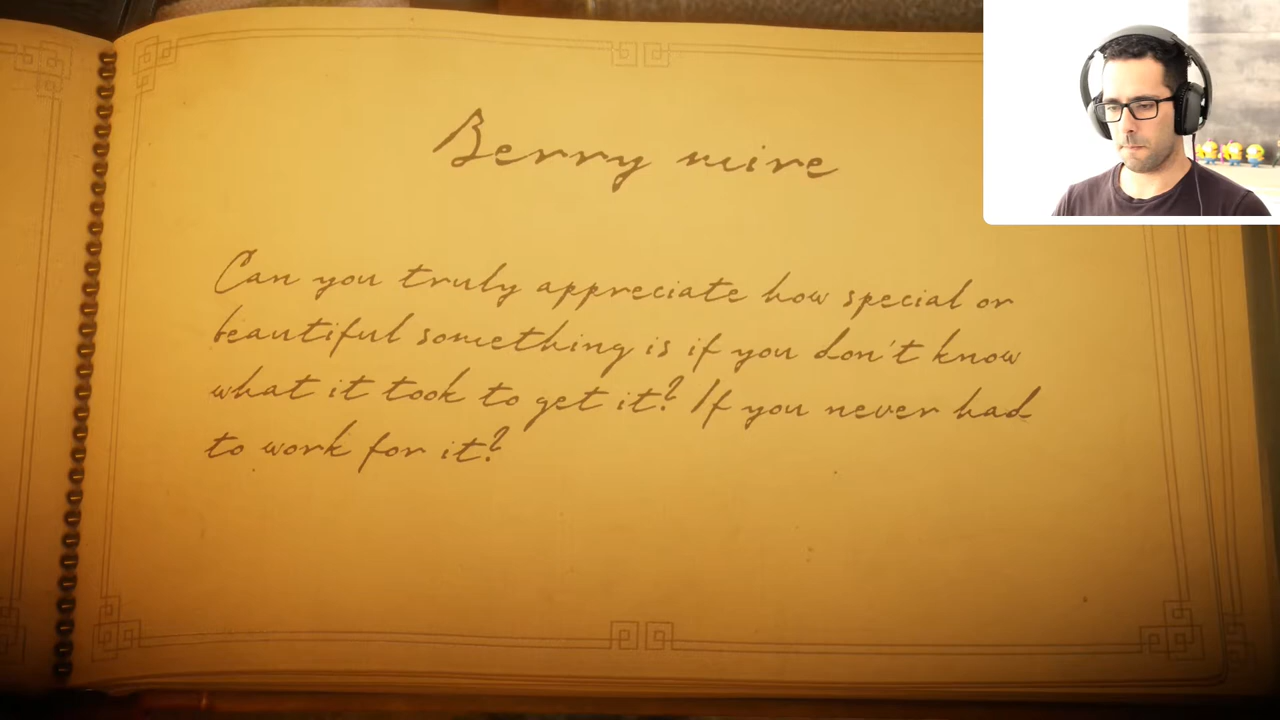 Berry mire
Can you truly appreciate how special or
beautiful something is if you don't know
what it took to get it? If you never had
to work for it?